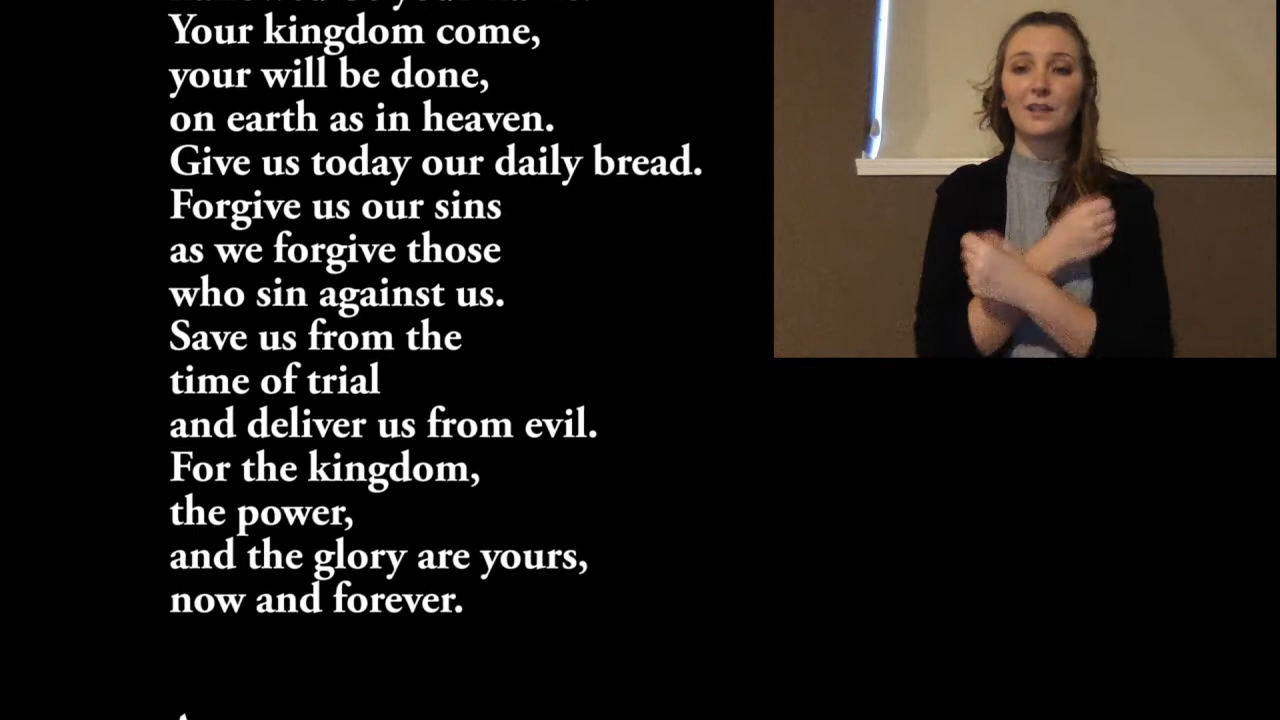 Your kingdom come,
your will be done,
on earth as in heaven.
Give us today our daily bread.
Forgive us our sins
as we forgive those
who sin against us.
Save us from the
time of trial
and deliver us from evil.
For the kingdom,
the power,
and the glory are yours,
now and forever.